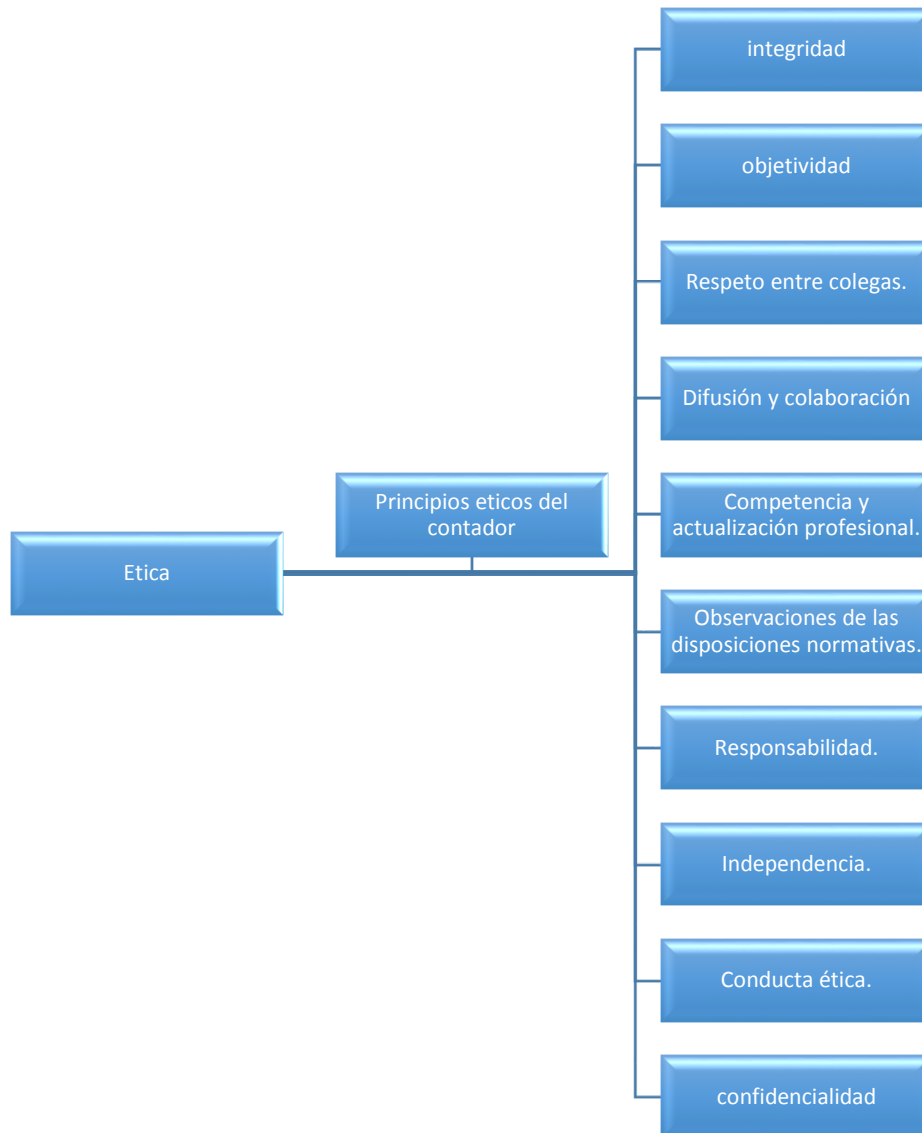 integridad
objetividad
Respeto entre colegas.
Difusión y colaboración
Principios eticos del
contador
Competencia y
actualización profesional.
Etica
Observaciones de las
disposiciones normativas.
Responsabilidad.
Independencia.
Conducta ética.
confidencialidad